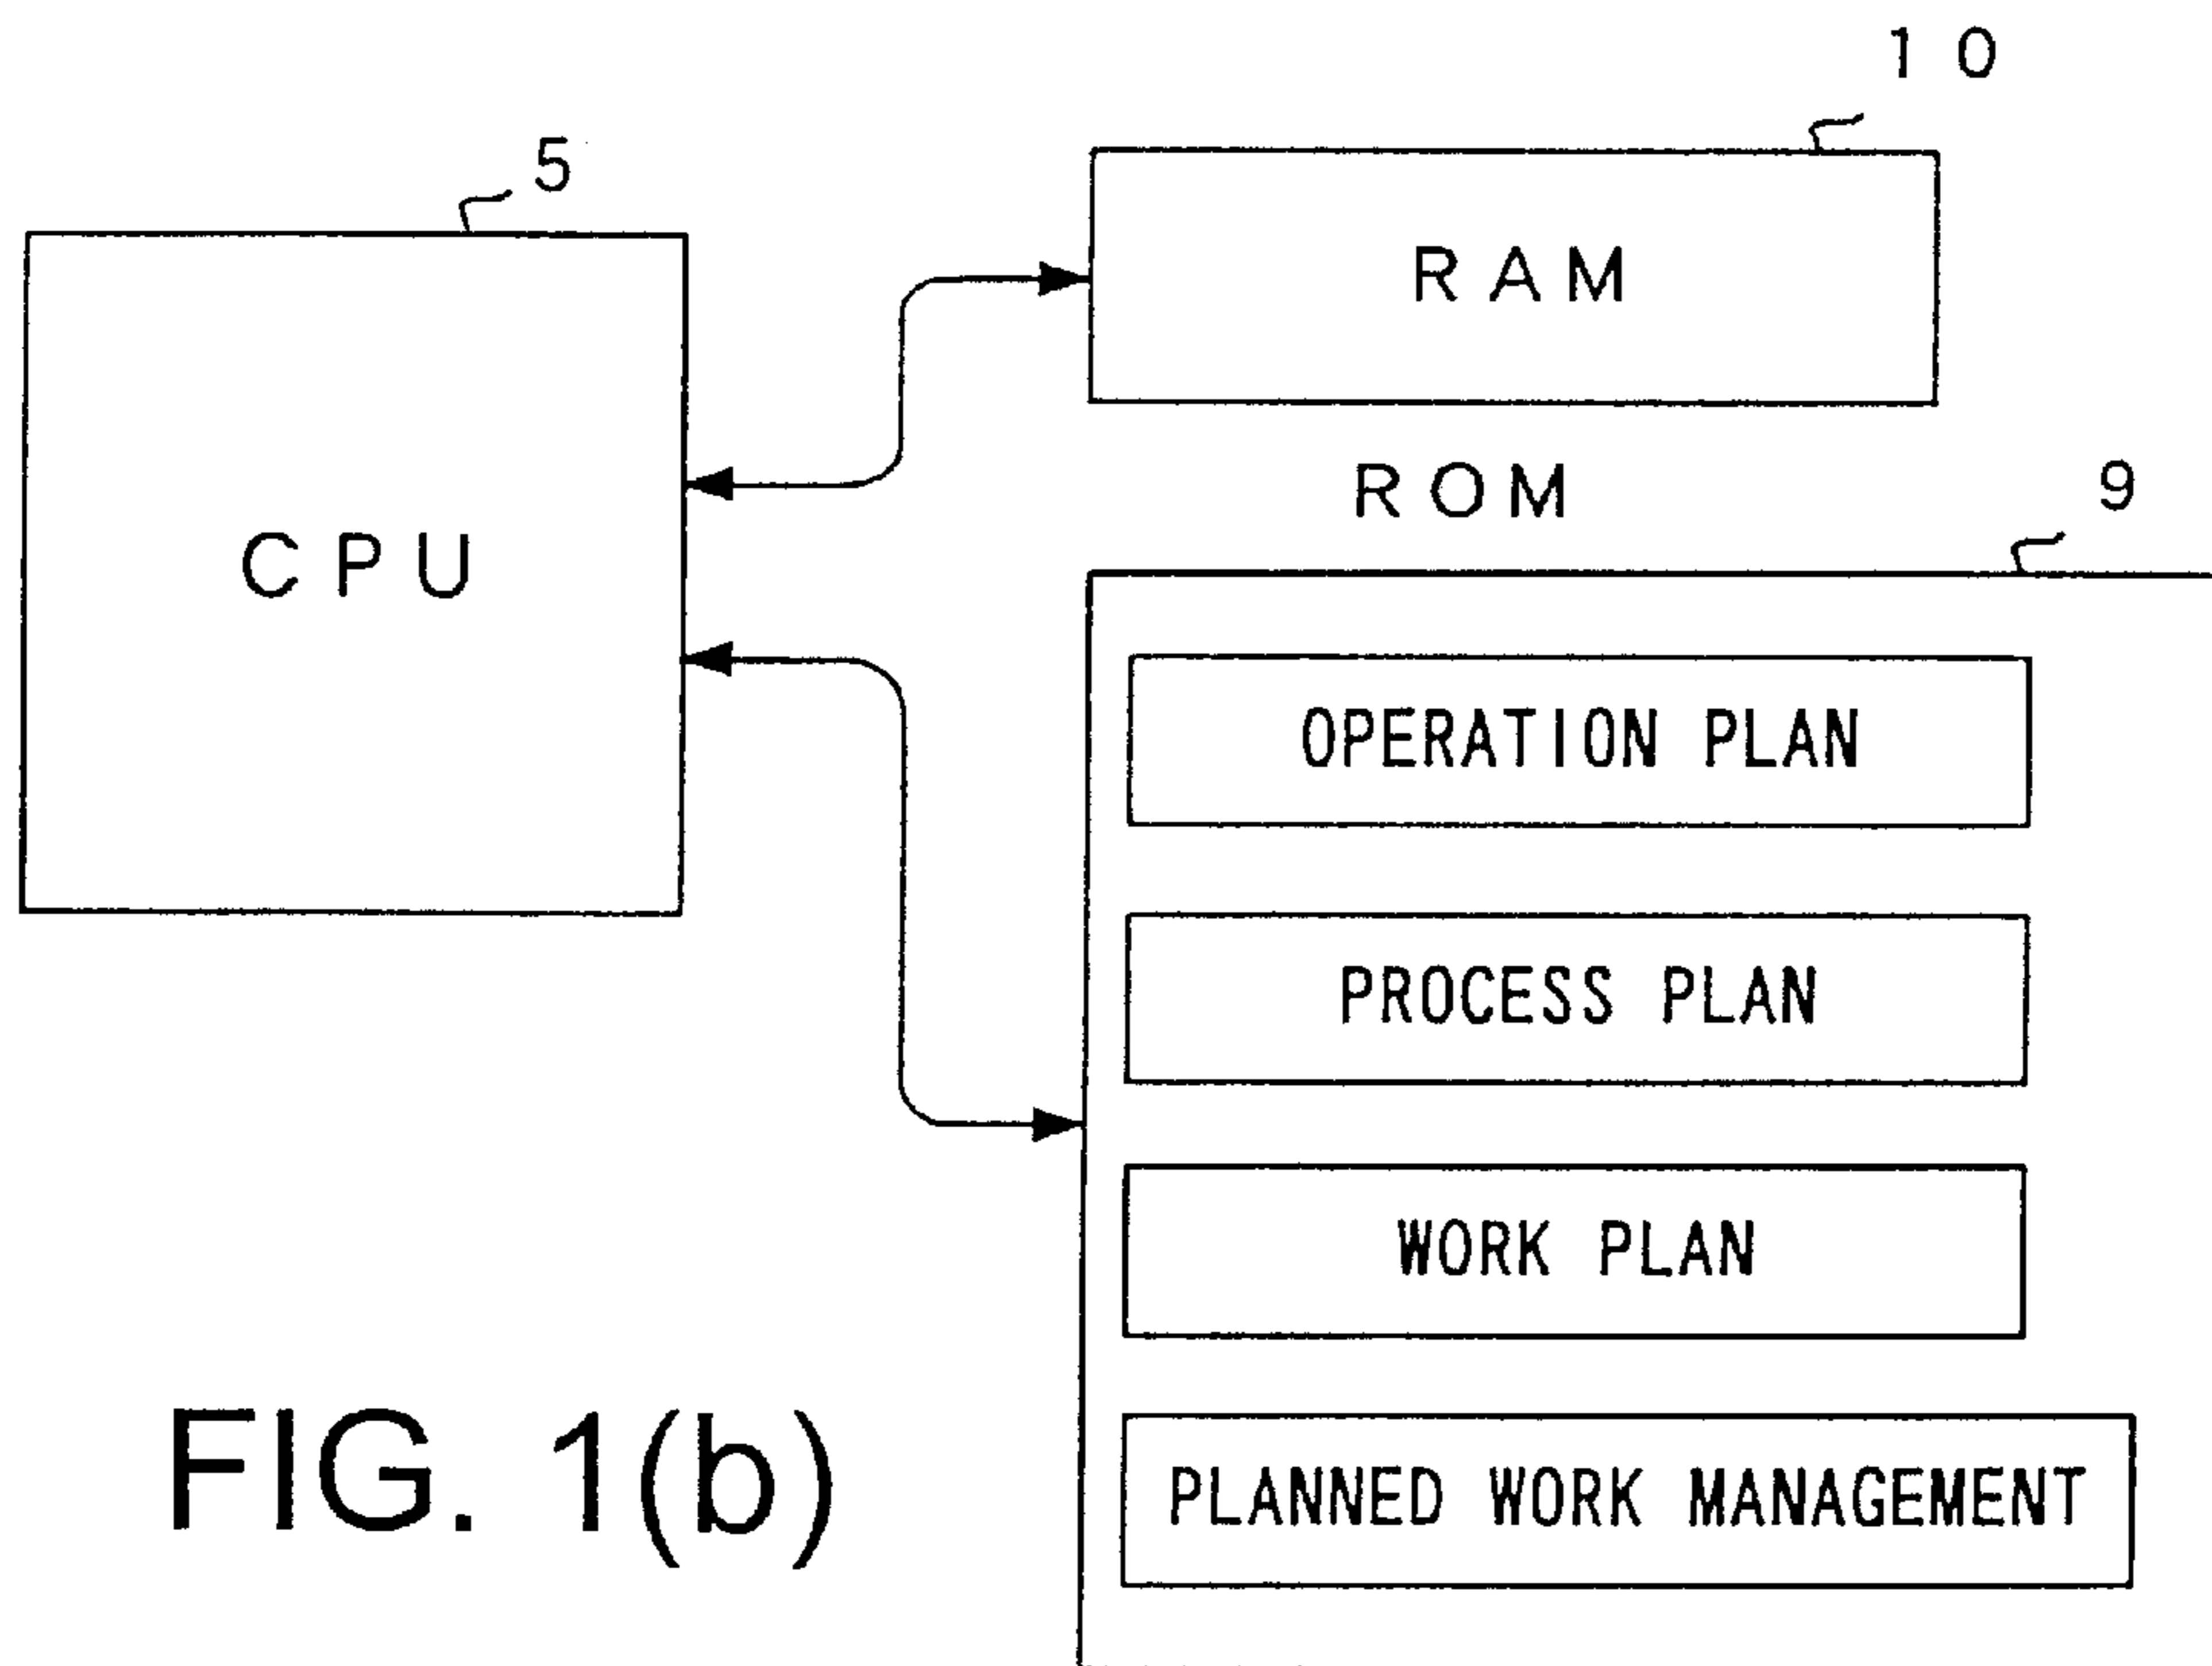 10
5
RAM
ROM
9
CPU
OPERATION PLAN
PROCESS PLAN
WORK PLAN
PLANNED WORK MANAGEMENT
FIG. 1(b)